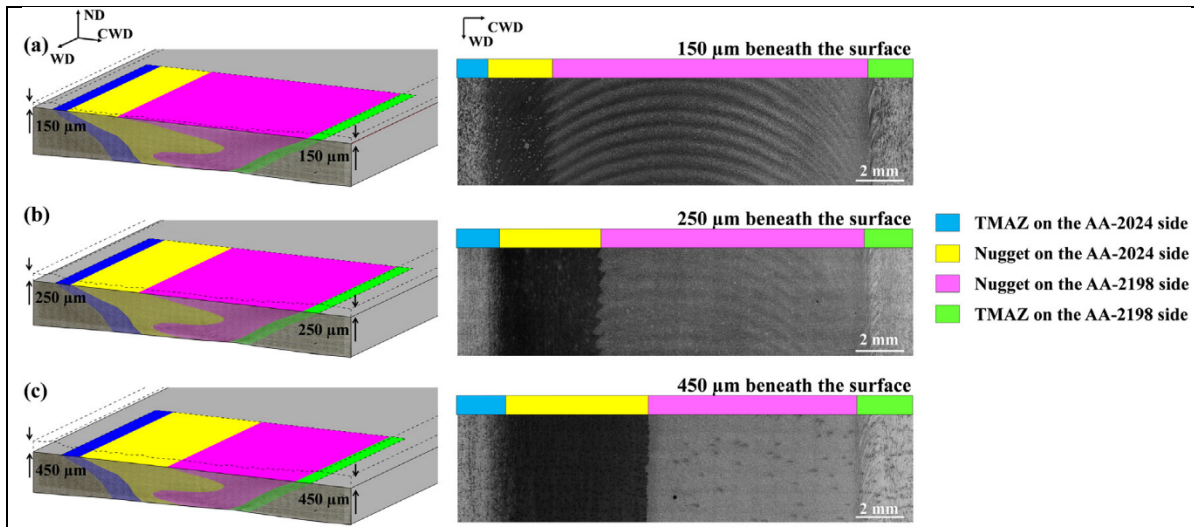 ND
(a)
CWD
WD
150 µm
150 µm
CWD
WD
150 µm beneath the surface
2 mm
(b)
250 µm
250 µm
250 µm beneath the surface
2 mm
TMAZ on the AA-2024 side
Nugget on the AA-2024 side
Nugget on the AA-2198 side
TMAZ on the AA-2198 side
(c)
450 µm
450 µm
450 µm beneath the surface
2 mm